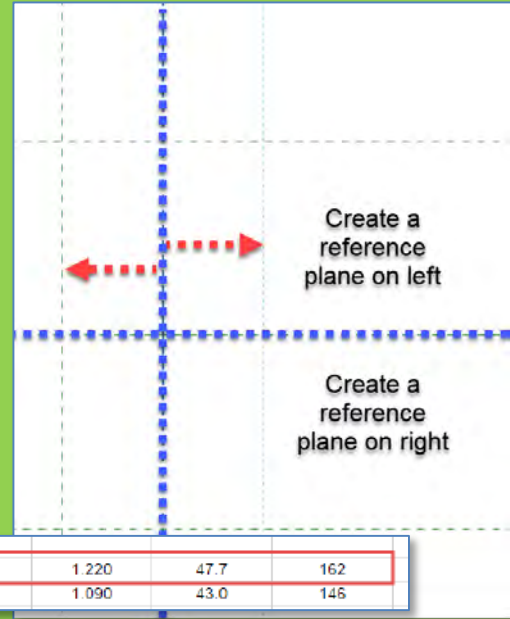 Create a
reference
plane on left
Create a
reference
plane on right
1.220 47.7 162
1.090 43.0 146